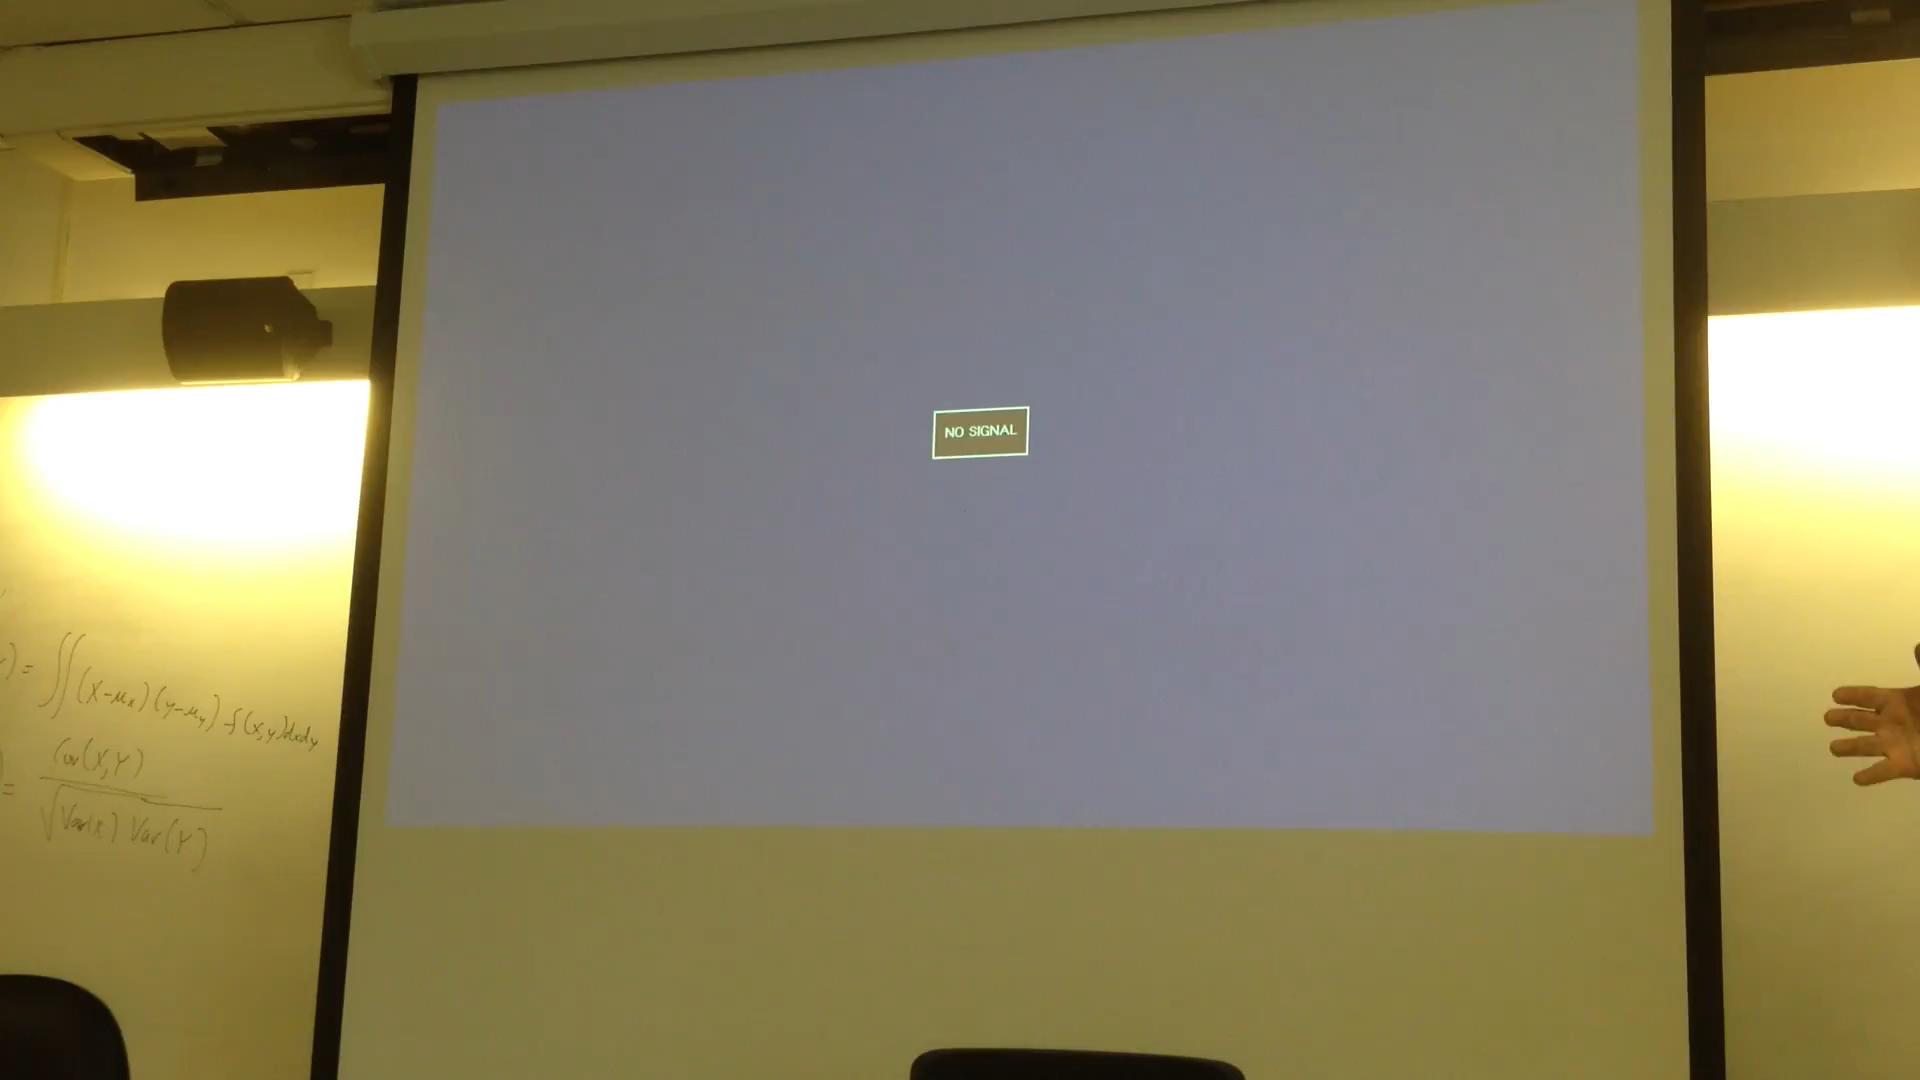 NO SIGNAL
) = ∬(x-μx)(y-μy) f(x,y)dxdy
= Cov(X,Y)
√Var(X) Var(Y)